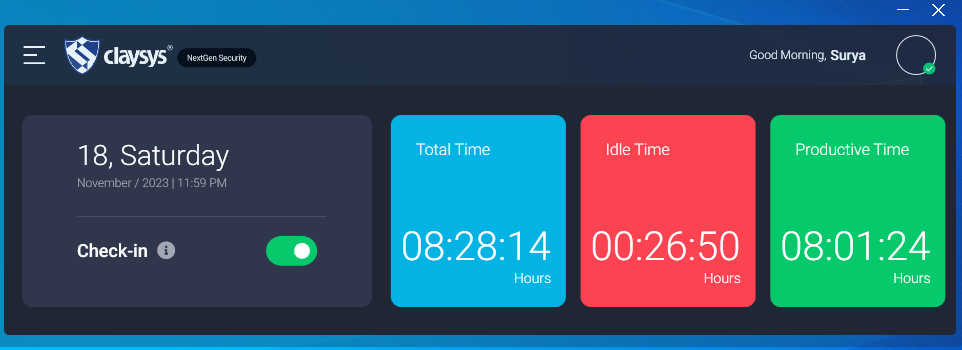 claysys®
NextGen Security
Good Morning, Surya
18, Saturday
November / 2023 | 11:59 PM
Check-in
Total Time
08:28:14
Hours
Idle Time
00:26:50
Hours
Productive Time
08:01:24
Hours